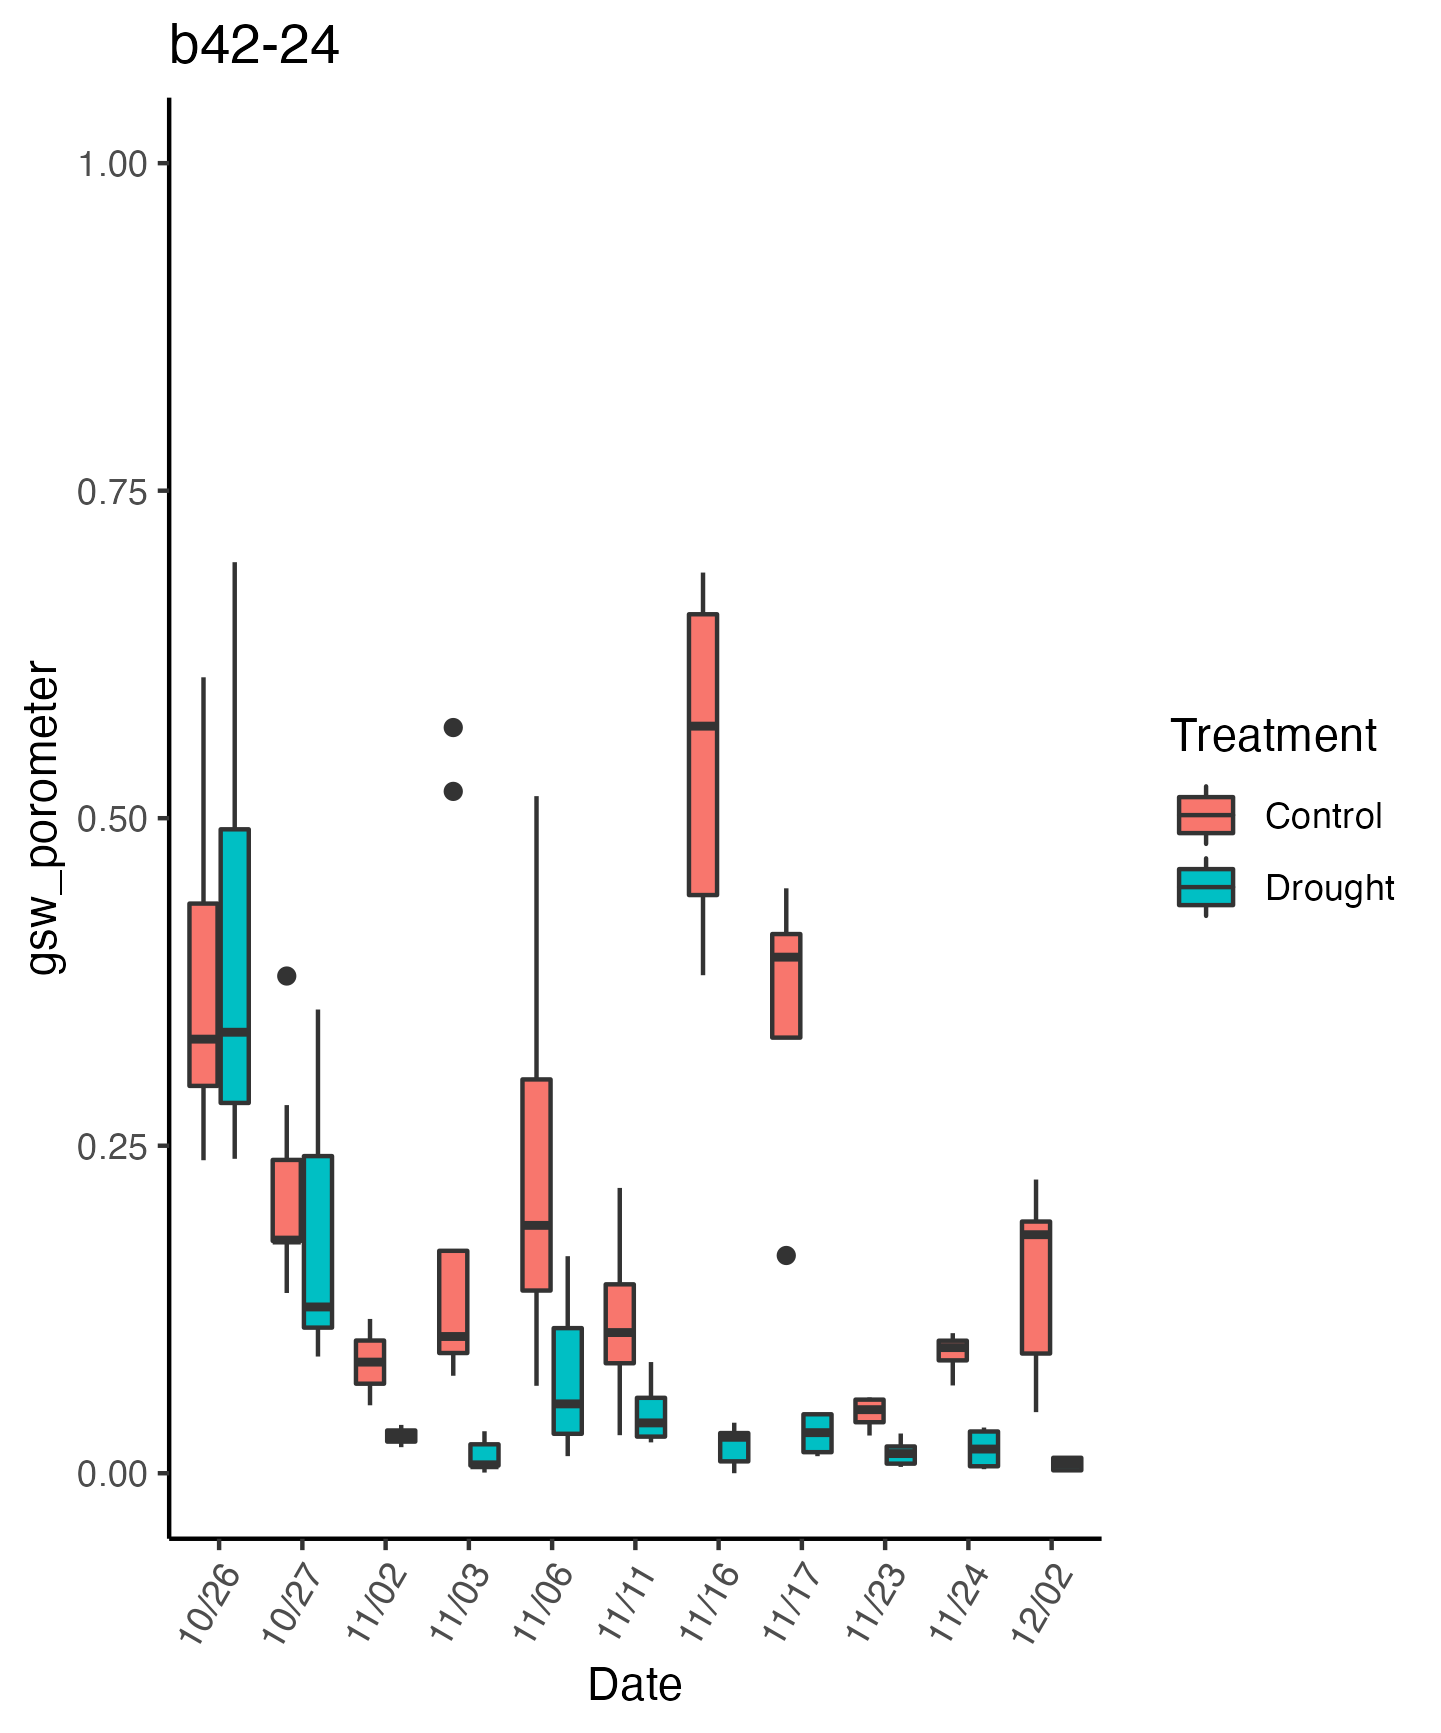 b42-24
1.00
0.75
0.50
0.25
0.00
gsw_porometer
10/26
10/27
11/02
11/03
11/06
11/11
11/16
11/17
11/23
11/24
12/02
Date
Treatment
Control
Drought